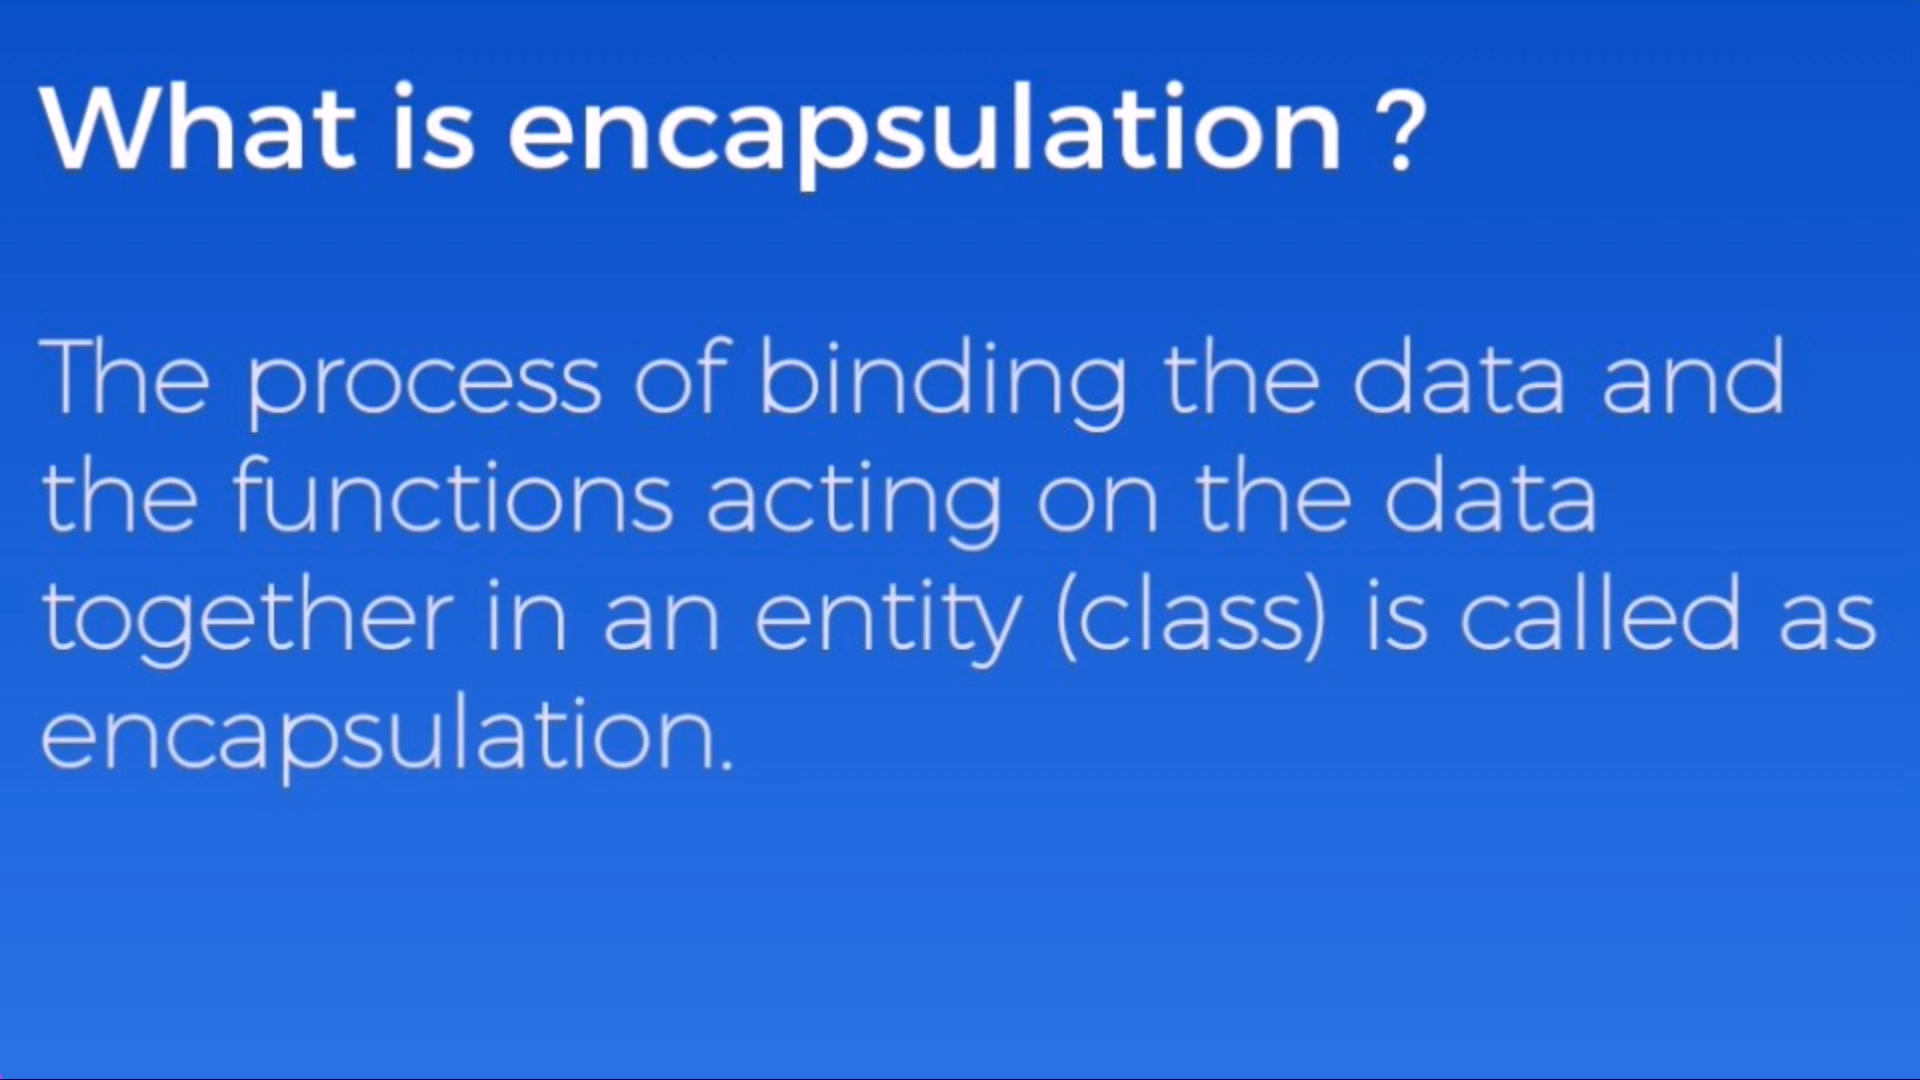 What is encapsulation ?
The process of binding the data and
the functions acting on the data
together in an entity (class) is called as
encapsulation.